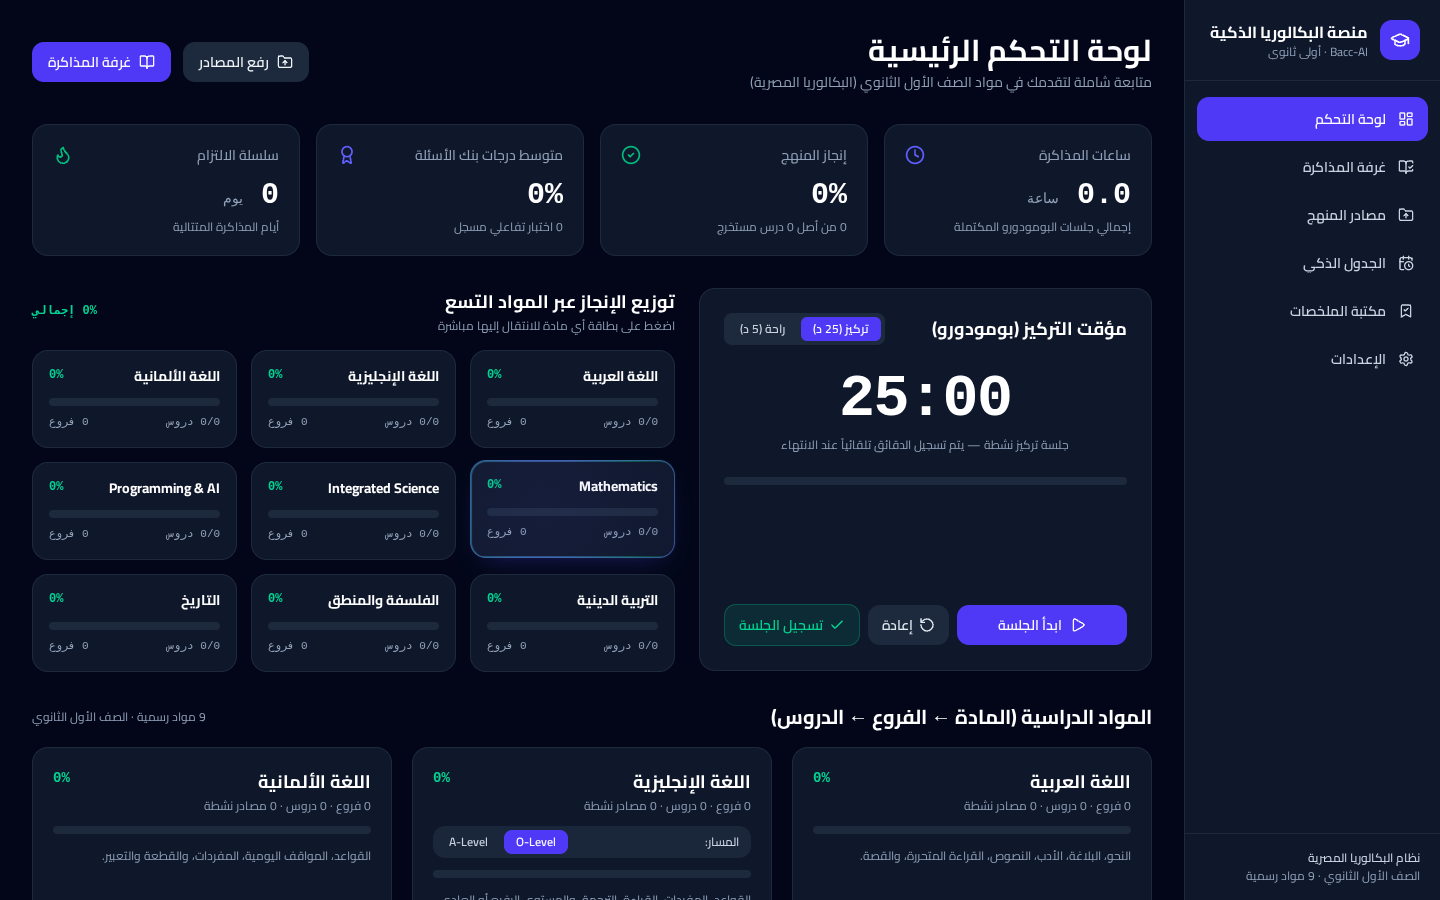 منصة البكالوريا الذكية
Bacc-AI · أولى ثانوي
لوحة التحكم
غرفة المذاكرة
مصادر المنهج
الجدول الذكي
مكتبة الملخصات
الإعدادات
نظام البكالوريا المصرية
الصف الأول الثانوي · 9 مواد رسمية
لوحة التحكم الرئيسية
متابعة شاملة لتقدمك في مواد الصف الأول الثانوي (البكالوريا المصرية)
رفع المصادر
غرفة المذاكرة
ساعات المذاكرة
0.0 ساعة
إجمالي جلسات البومودورو المكتملة
إنجاز المنهج
0%
0 من أصل 0 درس مستخرج
متوسط درجات بنك الأسئلة
0%
0 اختبار تفاعلي مسجل
سلسلة الالتزام
0 يوم
أيام المذاكرة المتتالية
مؤقت التركيز (بومودورو)
تركيز (25 د)
راحة (5 د)
25:00
جلسة تركيز نشطة — يتم تسجيل الدقائق تلقائياً عند الانتهاء
ابدأ الجلسة
إعادة
تسجيل الجلسة
توزيع الإنجاز عبر المواد التسع
0% إجمالي
اضغط على بطاقة أي مادة للانتقال إليها مباشرة
اللغة العربية
0%
0/0 دروس
0 فروع
اللغة الإنجليزية
0%
0/0 دروس
0 فروع
اللغة الألمانية
0%
0/0 دروس
0 فروع
Mathematics
0%
0/0 دروس
0 فروع
Integrated Science
0%
0/0 دروس
0 فروع
Programming & AI
0%
0/0 دروس
0 فروع
التربية الدينية
0%
0/0 دروس
0 فروع
الفلسفة والمنطق
0%
0/0 دروس
0 فروع
التاريخ
0%
0/0 دروس
0 فروع
المواد الدراسية (المادة ← الفروع ← الدروس)
9 مواد رسمية · الصف الأول الثانوي
اللغة العربية
0%
0 فروع · 0 دروس · 0 مصادر نشطة
النحو، البلاغة، الأدب، النصوص، القراءة المتحررة، والقصة.
اللغة الإنجليزية
0%
0 فروع · 0 دروس · 0 مصادر نشطة
المسار:
O-Level
A-Level
القواعد، المفردات، القراءة، الترجمة، والمستوى الرفيع أو العادي.
اللغة الألمانية
0%
0 فروع · 0 دروس · 0 مصادر نشطة
القواعد، المواقف اليومية، المفردات، والقطعة والتعبير.